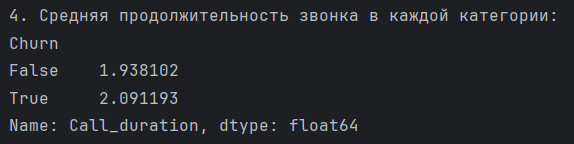 4. Средняя продолжительность звонка в каждой категории:
Churn
False    1.938102
True     2.091193
Name: Call_duration, dtype: float64